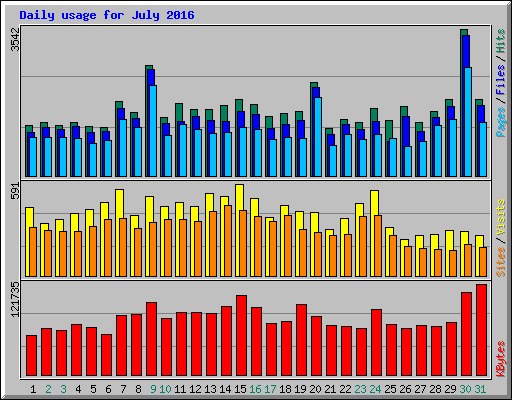 Daily usage for July 2016
3542
Pages / Files / Hits
591
Sites / Visits
121735
KBytes
1 2 3 4 5 6 7 8 9 10 11 12 13 14 15 16 17 18 19 20 21 22 23 24 25 26 27 28 29 30 31